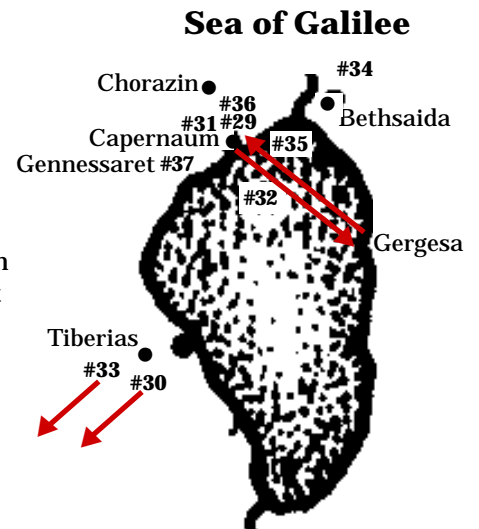 Sea of Galilee
#34
Chorazin
#36
Bethsaida
#31 #29
Capernaum
#35
Gennessaret #37
#32
Gergesa
Tiberias
#33
#30